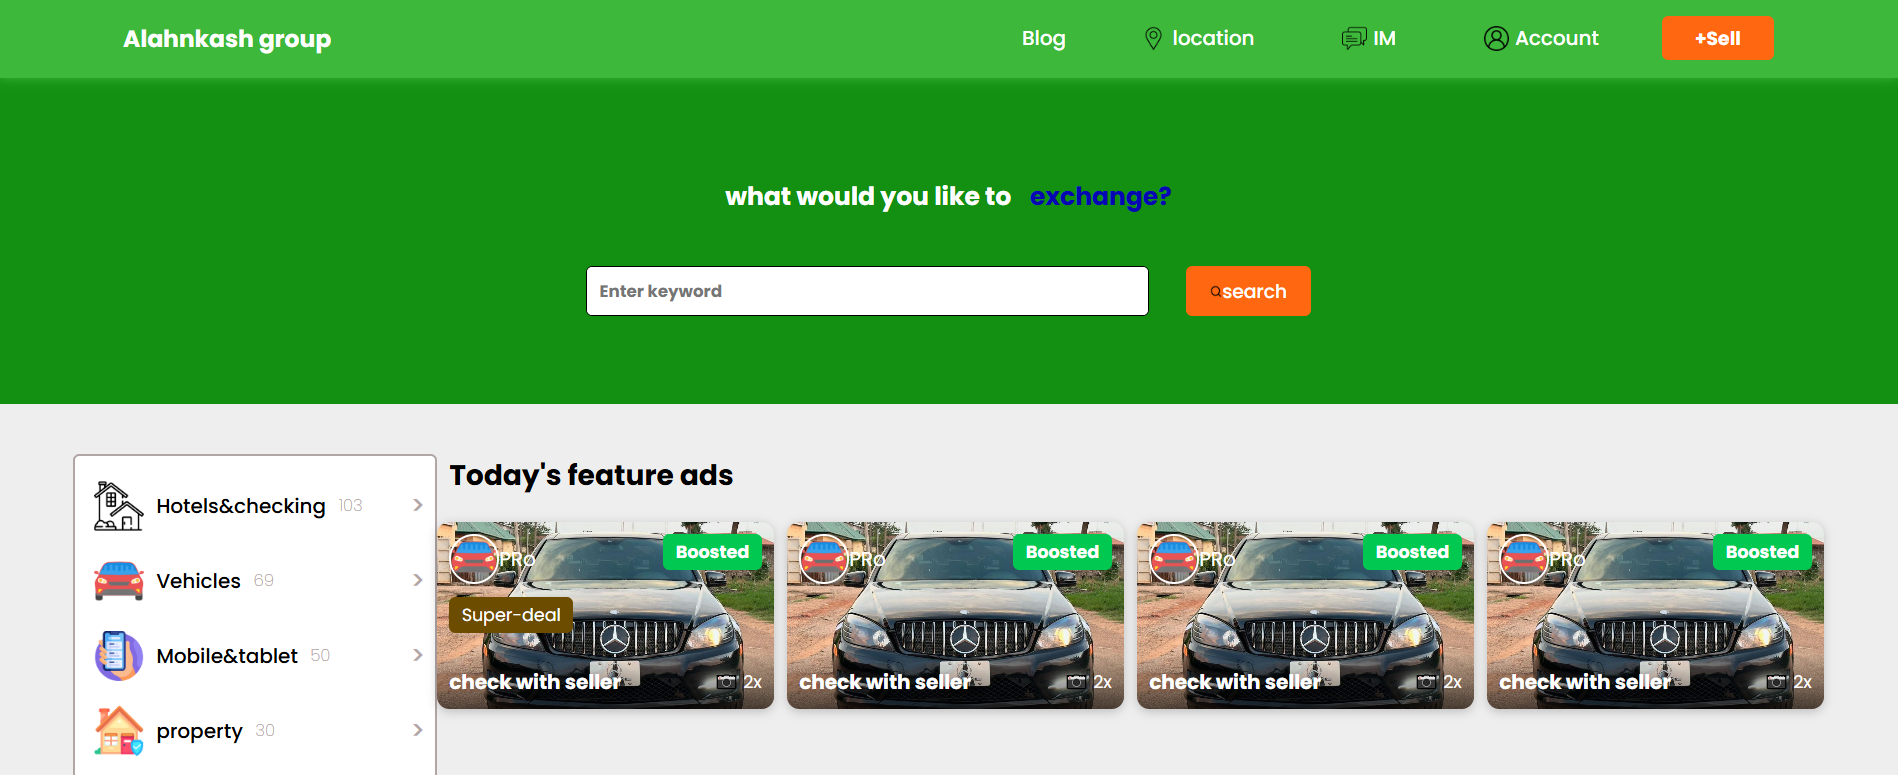 Alahnkash group
Blog
location
IM
Account
+Sell
what would you like to exchange?
Enter keyword
search
Hotels&checking 103
Vehicles 69
Mobile&tablet 50
property 30
Today's feature ads
PRO
Boosted
Super-deal
check with seller
2x
PRO
Boosted
check with seller
2x
PRO
Boosted
check with seller
2x
PRO
Boosted
check with seller
2x